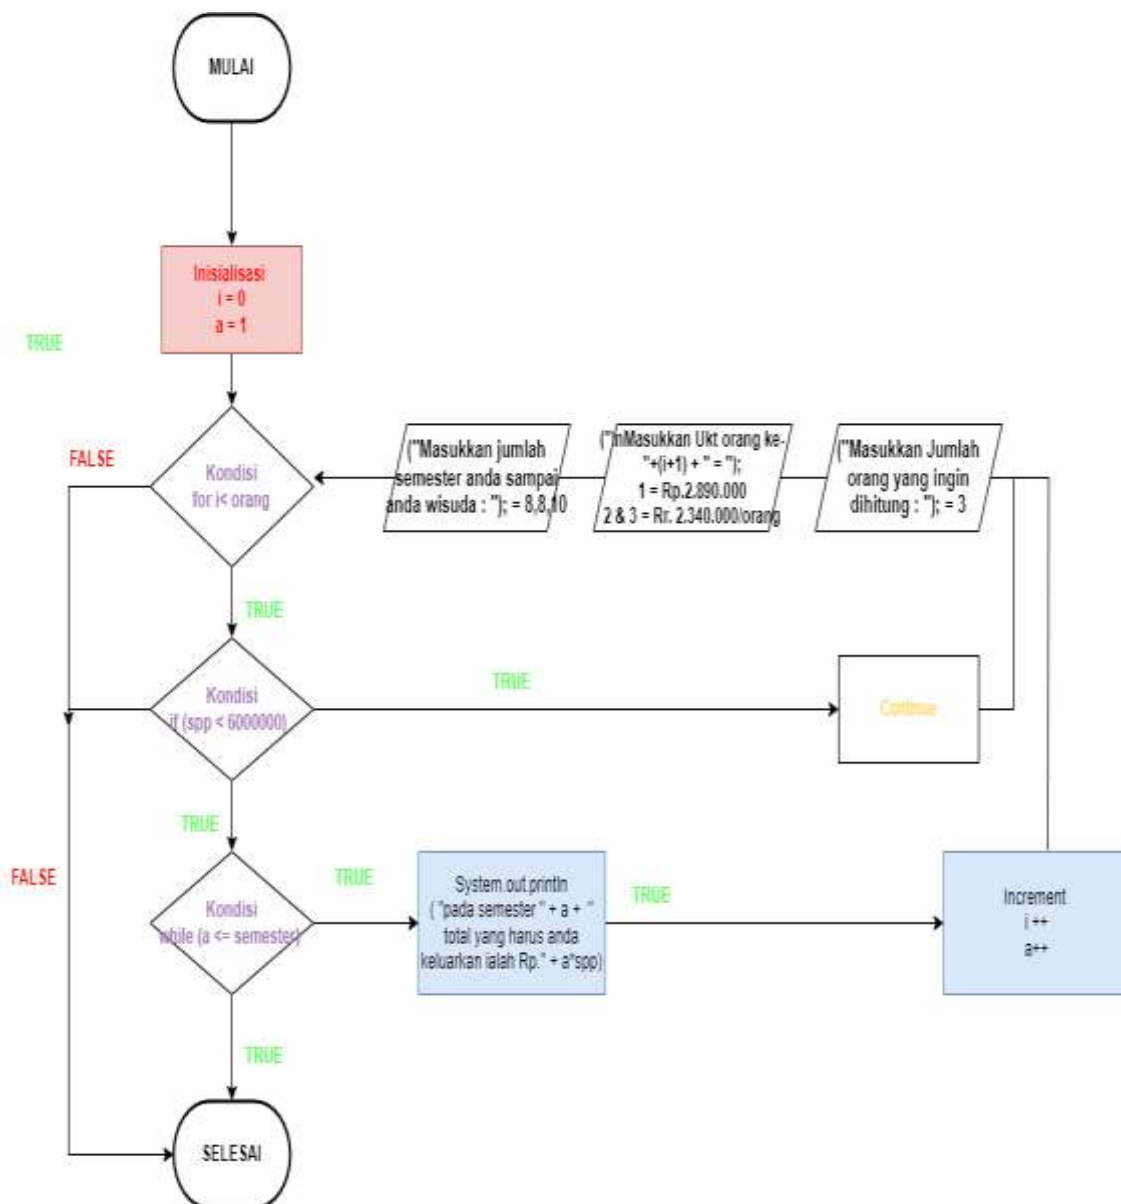 MULAI
Inisialisasi
i = 0
a = 1
TRUE
FALSE
Kondisi
for i< orang
("Masukkan jumlah
semester anda sampai
anda wisuda : "); = 8,8,10
("\nMasukkan Ukt orang ke-
"+(i+1) + " = ");
1 = Rp.2.890.000
2 & 3 = Rr. 2.340.000/orang
("Masukkan Jumlah
orang yang ingin
dihitung : "); = 3
TRUE
Kondisi
if (spp < 6000000)
TRUE
Continue
TRUE
FALSE
Kondisi
while (a <= semester)
TRUE
System.out.println
( "pada semester " + a + "
total yang harus anda
keluarkan ialah Rp." + a*spp)
TRUE
Increment
i ++
a++
TRUE
SELESAI